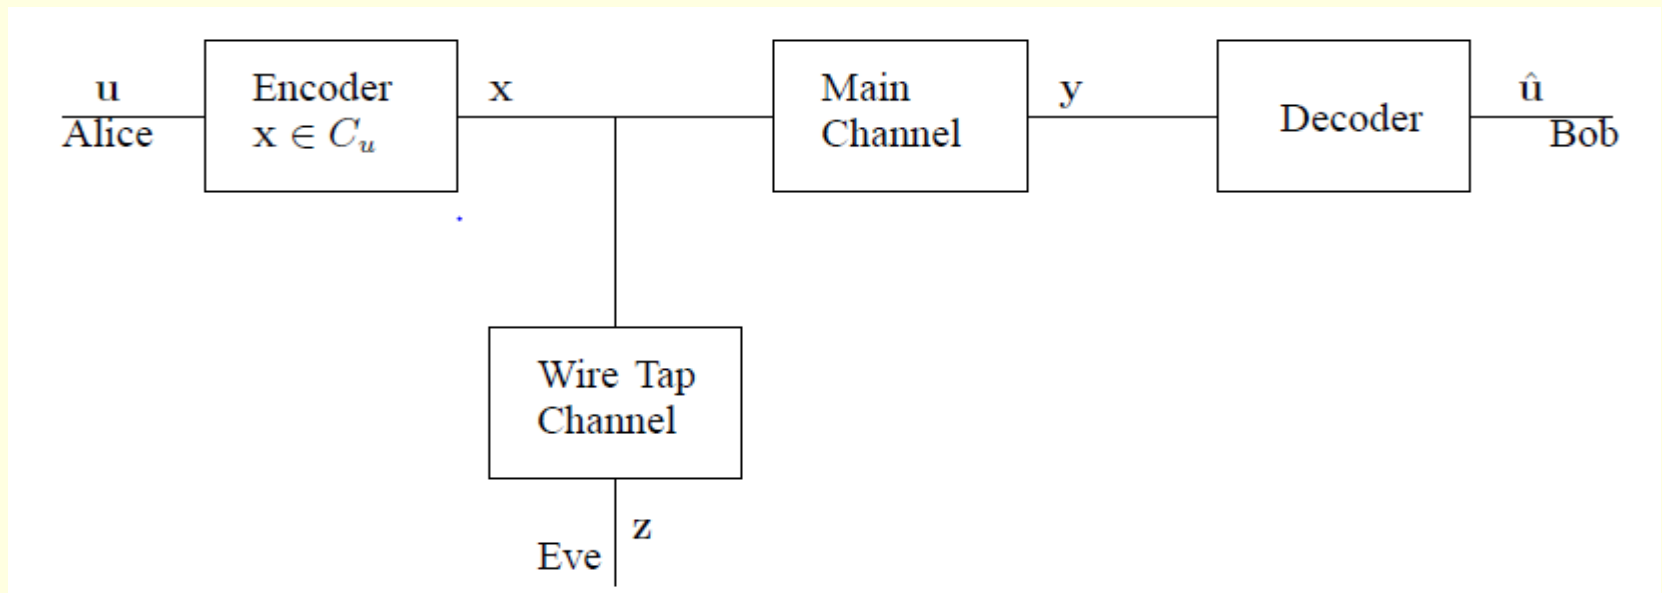 u
Alice
Encoder
x ∈ C_u
x
Main
Channel
y
Decoder
û
Bob
Wire Tap
Channel
z
Eve